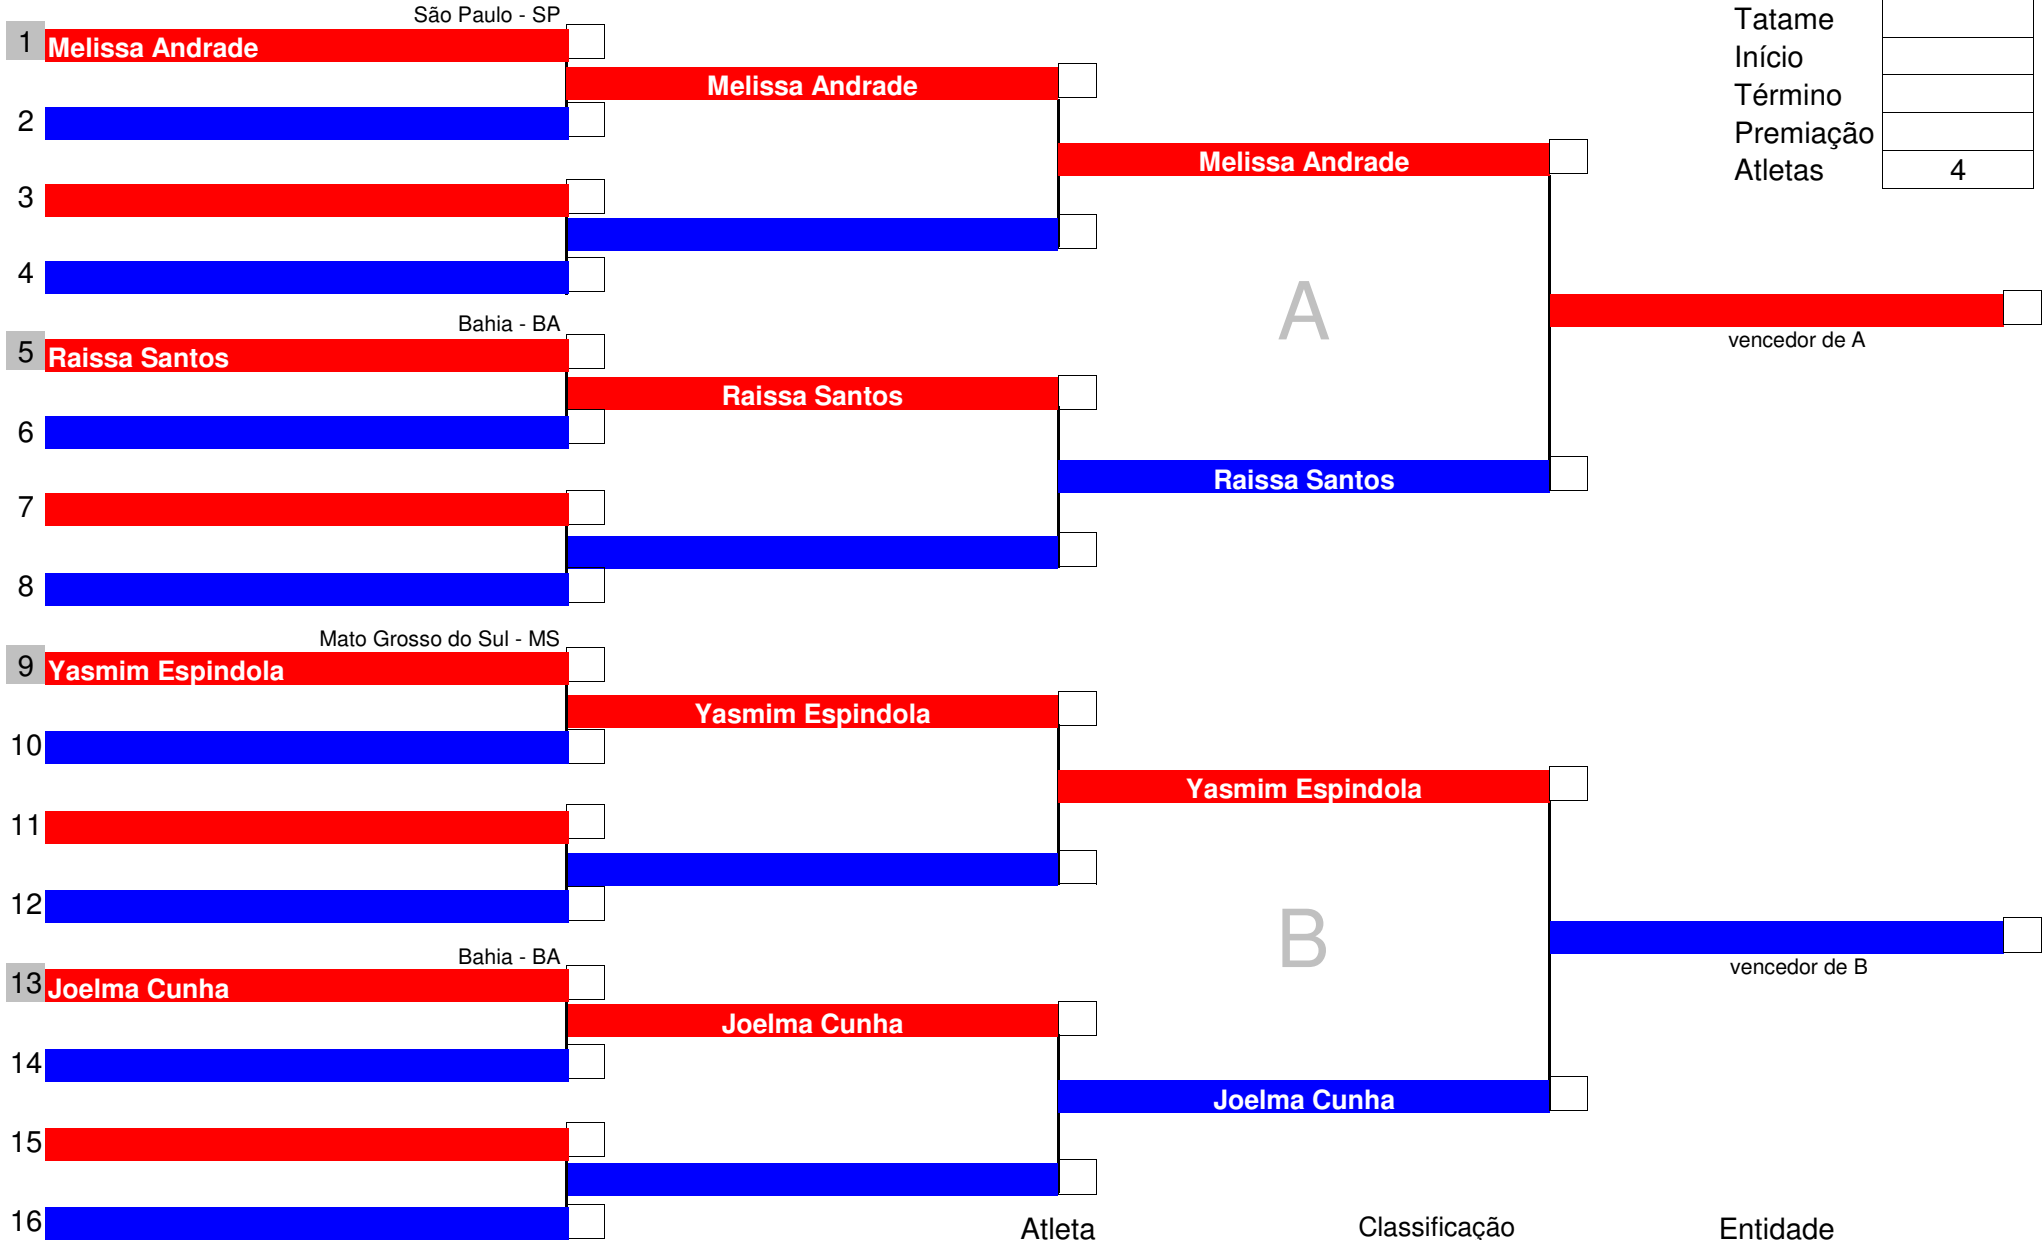 São Paulo - SP
1 Melissa Andrade
Melissa Andrade
2
Melissa Andrade
3
4
Bahia - BA
5 Raissa Santos
Raissa Santos
6
Raissa Santos
7
8
A
vencedor de A
Mato Grosso do Sul - MS
9 Yasmim Espindola
Yasmim Espindola
10
Yasmim Espindola
11
12
Bahia - BA
13 Joelma Cunha
Joelma Cunha
14
Joelma Cunha
15
16
B
vencedor de B
Tatame
Início
Término
Premiação
Atletas 4
Atleta Classificação Entidade